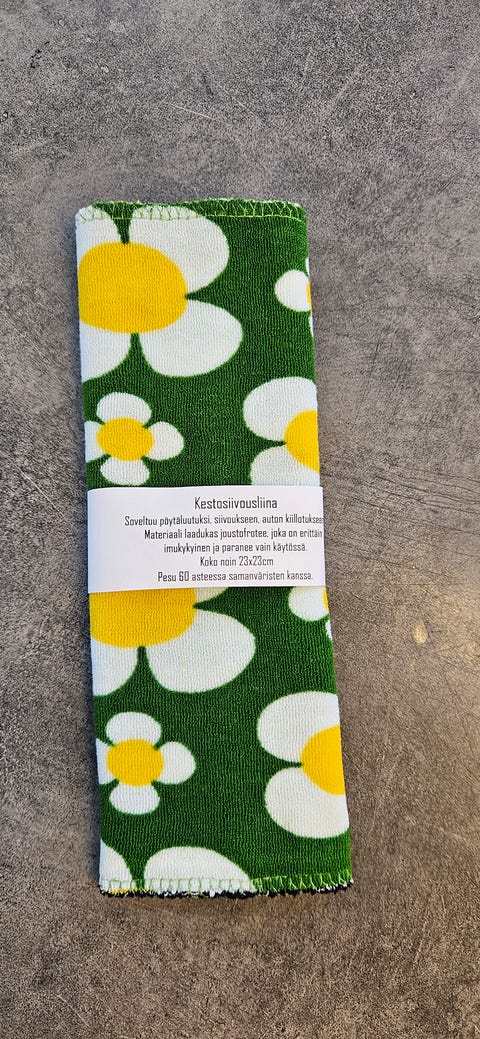 Kestosiivousliina
Soveltuu pöytäluutuksi, siivoukseen, auton kiillotukseen
Materiaali laadukas joustofrotee, joka on erittäin
imukykyinen ja paranee vain käytössä.
Koko noin 23x23cm
Pesu 60 asteessa samanväristen kanssa.